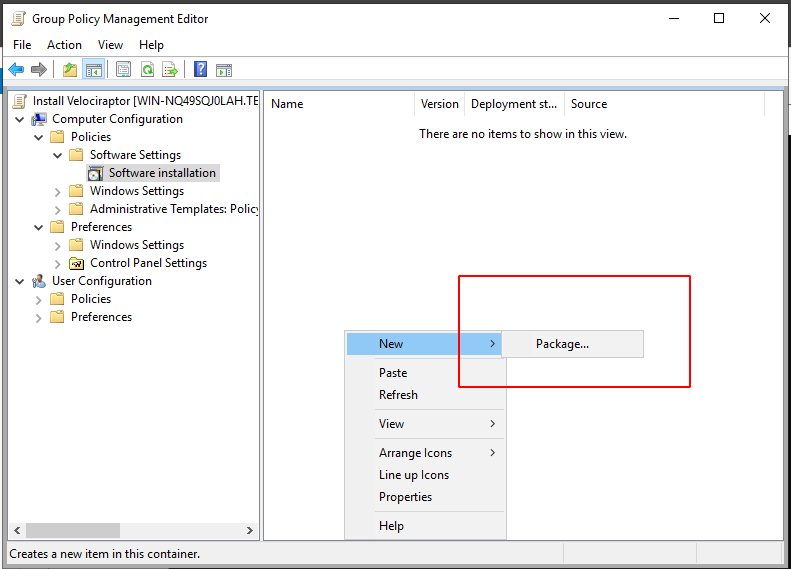 Group Policy Management Editor
File Action View Help
Install Velociraptor [WIN-NQ49SQJ0LAH.TE
Computer Configuration
Policies
Software Settings
Software installation
Windows Settings
Administrative Templates: Policy
Preferences
Windows Settings
Control Panel Settings
User Configuration
Policies
Preferences
Name Version Deployment st... Source
There are no items to show in this view.
New
Package...
Paste
Refresh
View
Arrange Icons
Line up Icons
Properties
Help
Creates a new item in this container.